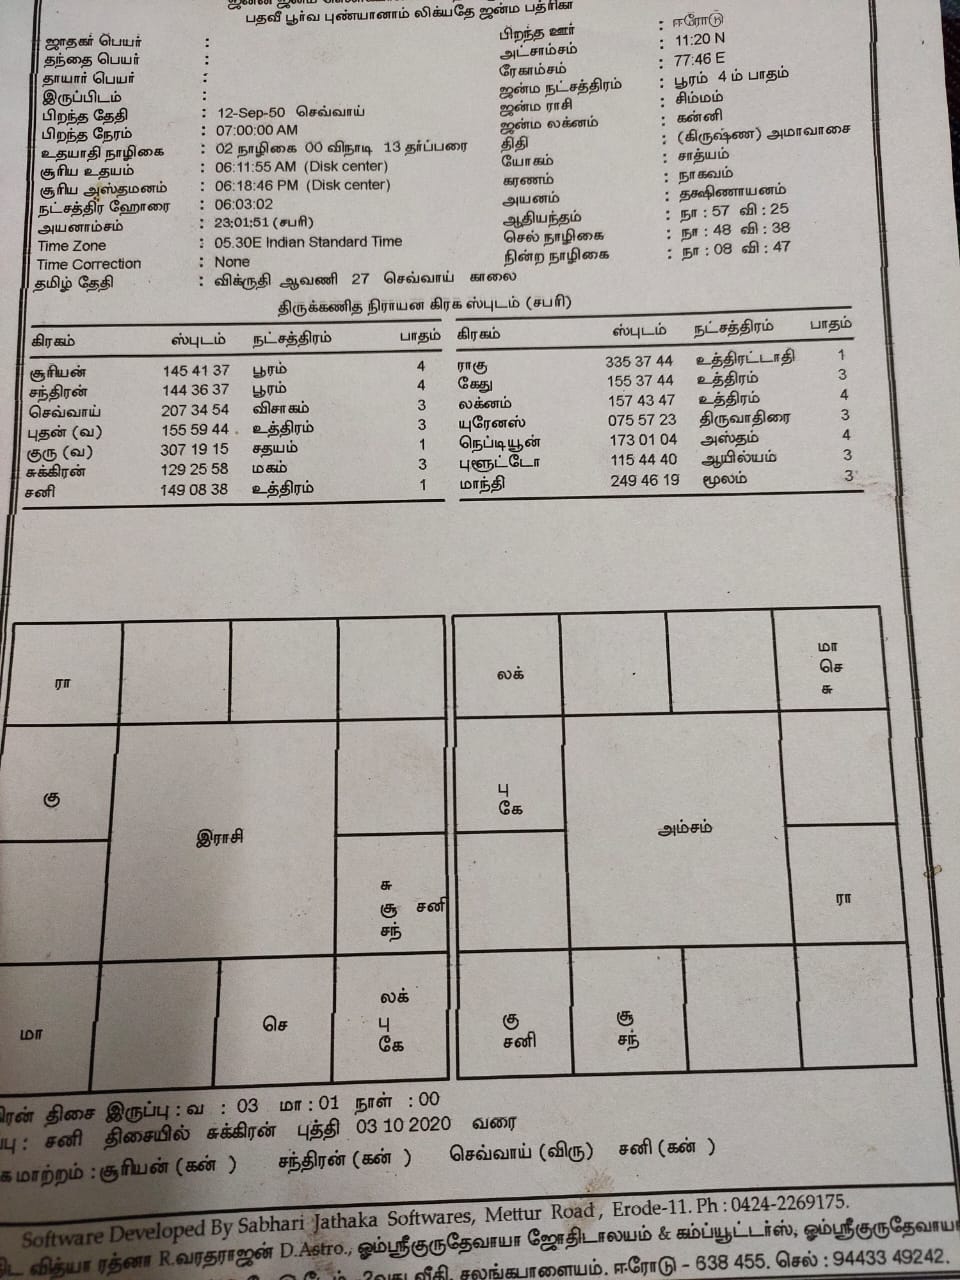 பதவீ பூர்வ புண்யானாம் லிக்யதே ஜன்ம பத்ரிகா
ஜாதகர் பெயர் :
தந்தை பெயர் :
தாயார் பெயர் :
இருப்பிடம் :
பிறந்த தேதி : 12-Sep-50 செவ்வாய்
பிறந்த நேரம் : 07:00:00 AM
உதயாதி நாழிகை : 02 நாழிகை 00 விநாடி 13 தர்ப்பரை
சூரிய உதயம் : 06:11:55 AM (Disk center)
சூரிய அஸ்தமனம் : 06:18:46 PM (Disk center)
நட்சத்திர ஹோரை : 06:03:02
அயனாம்சம் : 23:01:51 (சபரி)
Time Zone : 05.30E Indian Standard Time
Time Correction : None
தமிழ் தேதி : விக்ருதி ஆவணி 27 செவ்வாய் காலை
பிறந்த ஊர் : ஈரோடு
அட்சாம்சம் : 11:20 N
ரேகாம்சம் : 77:46 E
ஜன்ம நட்சத்திரம் : பூரம் 4 ம் பாதம்
ஜன்ம ராசி : சிம்மம்
ஜன்ம லக்னம் : கன்னி
திதி : (கிருஷ்ண) அமாவாசை
யோகம் : சாத்யம்
கரணம் : நாகவம்
அயனம் : தக்ஷிணாயனம்
ஆதியந்தம் : நா : 57 வி : 25
செல் நாழிகை : நா : 48 வி : 38
நின்ற நாழிகை : நா : 08 வி : 47
திருக்கணித நிராயன கிரக ஸ்புடம் (சபரி)
கிரகம் ஸ்புடம் நட்சத்திரம் பாதம் கிரகம் ஸ்புடம் நட்சத்திரம் பாதம்
சூரியன் 145 41 37 பூரம் 4 ராகு 335 37 44 உத்திரட்டாதி 1
சந்திரன் 144 36 37 பூரம் 4 கேது 155 37 44 உத்திரம் 3
செவ்வாய் 207 34 54 விசாகம் 3 லக்னம் 157 43 47 உத்திரம் 4
புதன் (வ) 155 59 44 உத்திரம் 3 யுரேனஸ் 075 57 23 திருவாதிரை 3
குரு (வ) 307 19 15 சதயம் 1 நெப்டியூன் 173 01 04 அஸ்தம் 4
சுக்கிரன் 129 25 58 மகம் 3 புளூட்டோ 115 44 40 ஆயில்யம் 3
சனி 149 08 38 உத்திரம் 1 மாந்தி 249 46 19 மூலம் 3
ரா
கு
இராசி
சு
சூ சனி
சந்
மா
செ
லக்
பு
கே
லக்
மா
செ
சு
பு
கே
அம்சம்
ரா
கு
சனி
சூ
சந்
திசை இருப்பு : வ : 03 மா : 01 நாள் : 00
சனி திசையில் சுக்கிரன் புத்தி 03 10 2020 வரை
மாற்றம் : சூரியன் (கன் ) சந்திரன் (கன் ) செவ்வாய் (விரு) சனி (கன் )
Software Developed By Sabhari Jathaka Softwares, Mettur Road, Erode-11. Ph : 0424-2269175.
வித்யா ரத்னா R.வரதராஜன் D.Astro., ஓம்ஸ்ரீகுருதேவாயா ஜோதிடாலயம் & கம்ப்யூட்டர்ஸ், ஓம்ஸ்ரீகுருதேவாயா
2வது வீதி, சலங்கபாளையம், ஈரோடு - 638 455. செல் : 94433 49242.